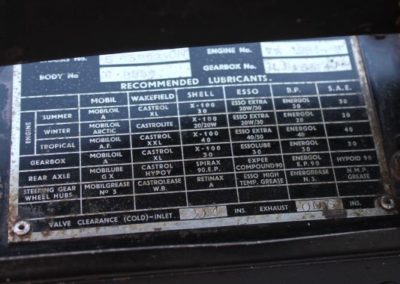 ENGINE No.
BODY No
GEARBOX No.
RECOMMENDED LUBRICANTS.
MOBIL WAKEFIELD SHELL ESSO B.P. S.A.E.
ENGINE
SUMMER MOBILOIL A CASTROL XL X-100 30 ESSO EXTRA 20W/30 ENERGOL 30 30
WINTER MOBILOIL ARCTIC CASTROLITE X-100 20/20W ESSO EXTRA 20W/30 ENERGOL 20 20
TROPICAL MOBILOIL A.F. CASTROL XXL X-100 40 ESSO EXTRA 40/50 ENERGOL 40 40
GEARBOX MOBILOIL A CASTROL XL X-100 30 ESSOLUBE 30 ENERGOL 30 30
REAR AXLE MOBILUBE GX CASTROL HYPOY SPIRAX 90.E.P. EXPEE COMPOUND 90 ENERGOL E.P.90 HYPOID 90
STEERING GEAR WHEEL HUBS MOBILGREASE No 5 CASTROLEASE W.B. RETINAX ESSO HIGH TEMP. GREASE ENERGREASE N.3. N.M.P. GREASE
VALVE CLEARANCE (COLD)—INLET INS. EXHAUST INS.